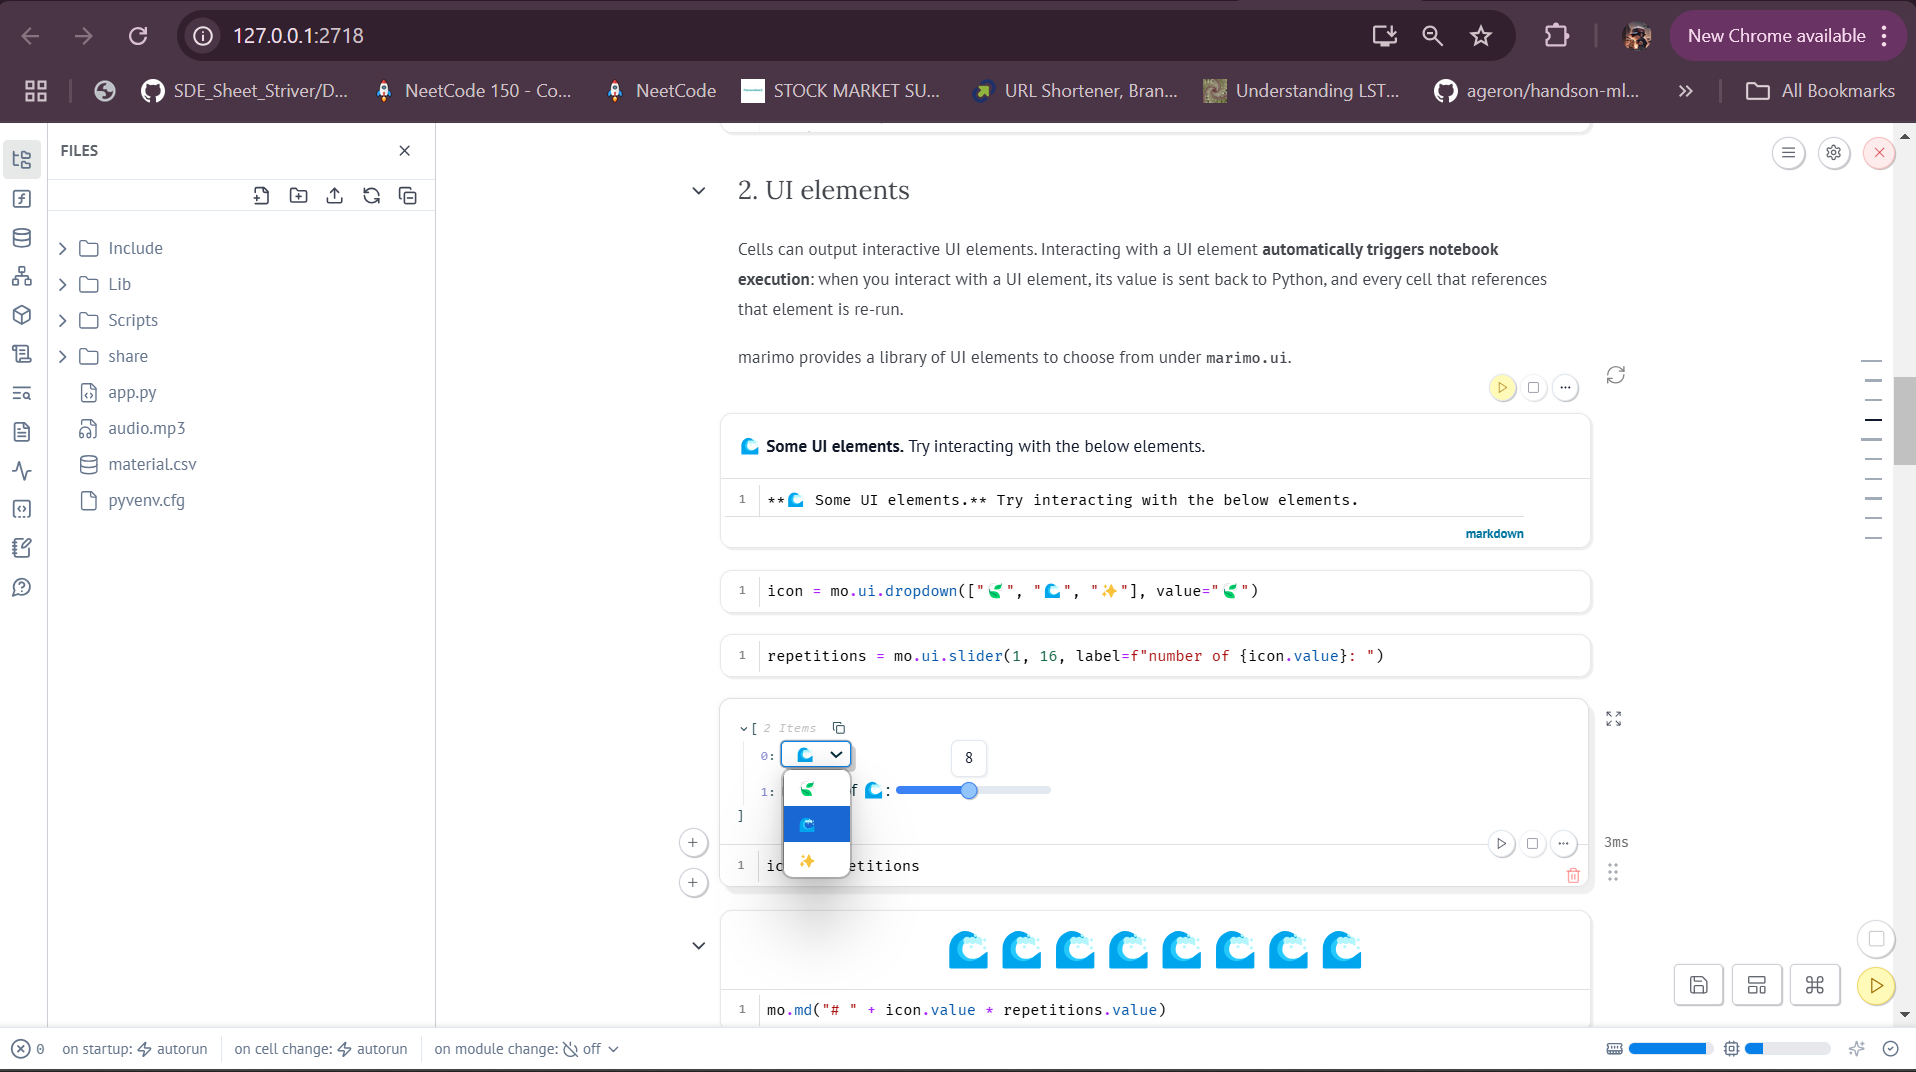 127.0.0.1:2718
New Chrome available
SDE_Sheet_Striver/D...
NeetCode 150 - Co...
NeetCode
STOCK MARKET SU...
URL Shortener, Bran...
Understanding LST...
ageron/handson-ml...
All Bookmarks
FILES
Include
Lib
Scripts
share
app.py
audio.mp3
material.csv
pyvenv.cfg
2. UI elements
Cells can output interactive UI elements. Interacting with a UI element automatically triggers notebook
execution: when you interact with a UI element, its value is sent back to Python, and every cell that references
that element is re-run.
marimo provides a library of UI elements to choose from under marimo.ui.
🌊 Some UI elements. Try interacting with the below elements.
1 **🌊 Some UI elements.** Try interacting with the below elements.
markdown
1 icon = mo.ui.dropdown(["🍃", "🌊", "✨"], value="🍃")
1 repetitions = mo.ui.slider(1, 16, label=f"number of {icon.value}: ")
[ 2 Items
0: 🌊
8
1: f 🌊:
]
3ms
1 ic etitions
🌊🌊🌊🌊🌊🌊🌊🌊
1 mo.md("# " + icon.value * repetitions.value)
0 on startup: autorun on cell change: autorun on module change: off